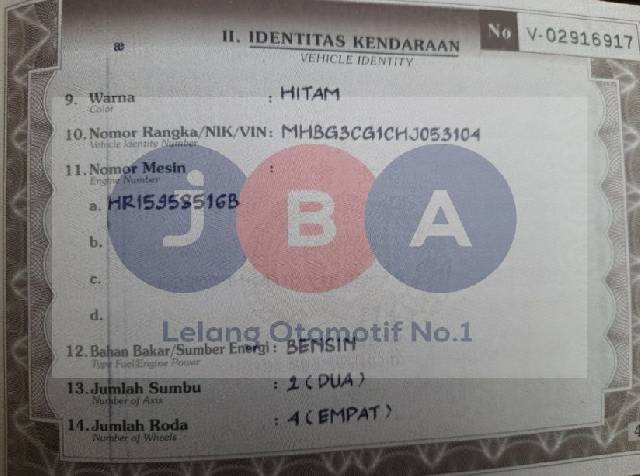 II. IDENTITAS KENDARAAN
VEHICLE IDENTITY
No V-02916917
9. Warna : HITAM
Color
10. Nomor Rangka/NIK/VIN : MHBG3CG1CHJ053104
Vehicle Identity Number
11. Nomor Mesin :
Engine Number
a. HR15959516B
b.
c.
d.
JBA
Lelang Otomotif No.1
12. Bahan Bakar/Sumber Energi : BENSIN
Type Fuel/Engine Power
13. Jumlah Sumbu : 2 (DUA)
Number of Axis
14. Jumlah Roda : 4 (EMPAT)
Number of Wheels
4